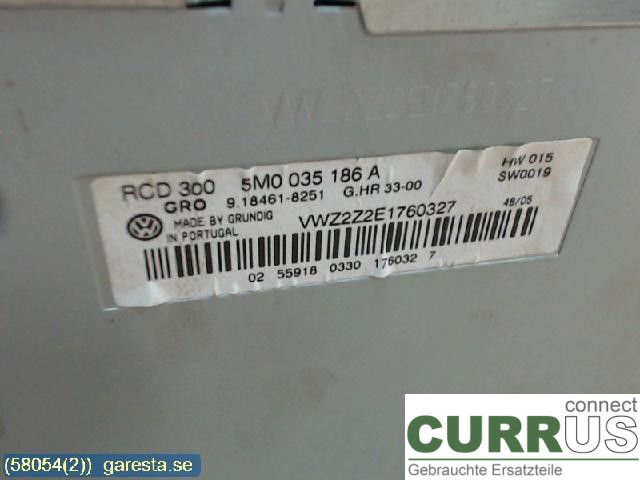 VWZ2Z2E1760327
RCD 300 5M0 035 186 A HW 015
GRO 9.18461-8251 G.HR 33-00 SW0019
MADE BY GRUNDIG VWZ2Z2E1760327 48/05
IN PORTUGAL
02 55918 0330 176032 7
connect
CURRUS
Gebrauchte Ersatzteile
(58054(2)) garesta.se